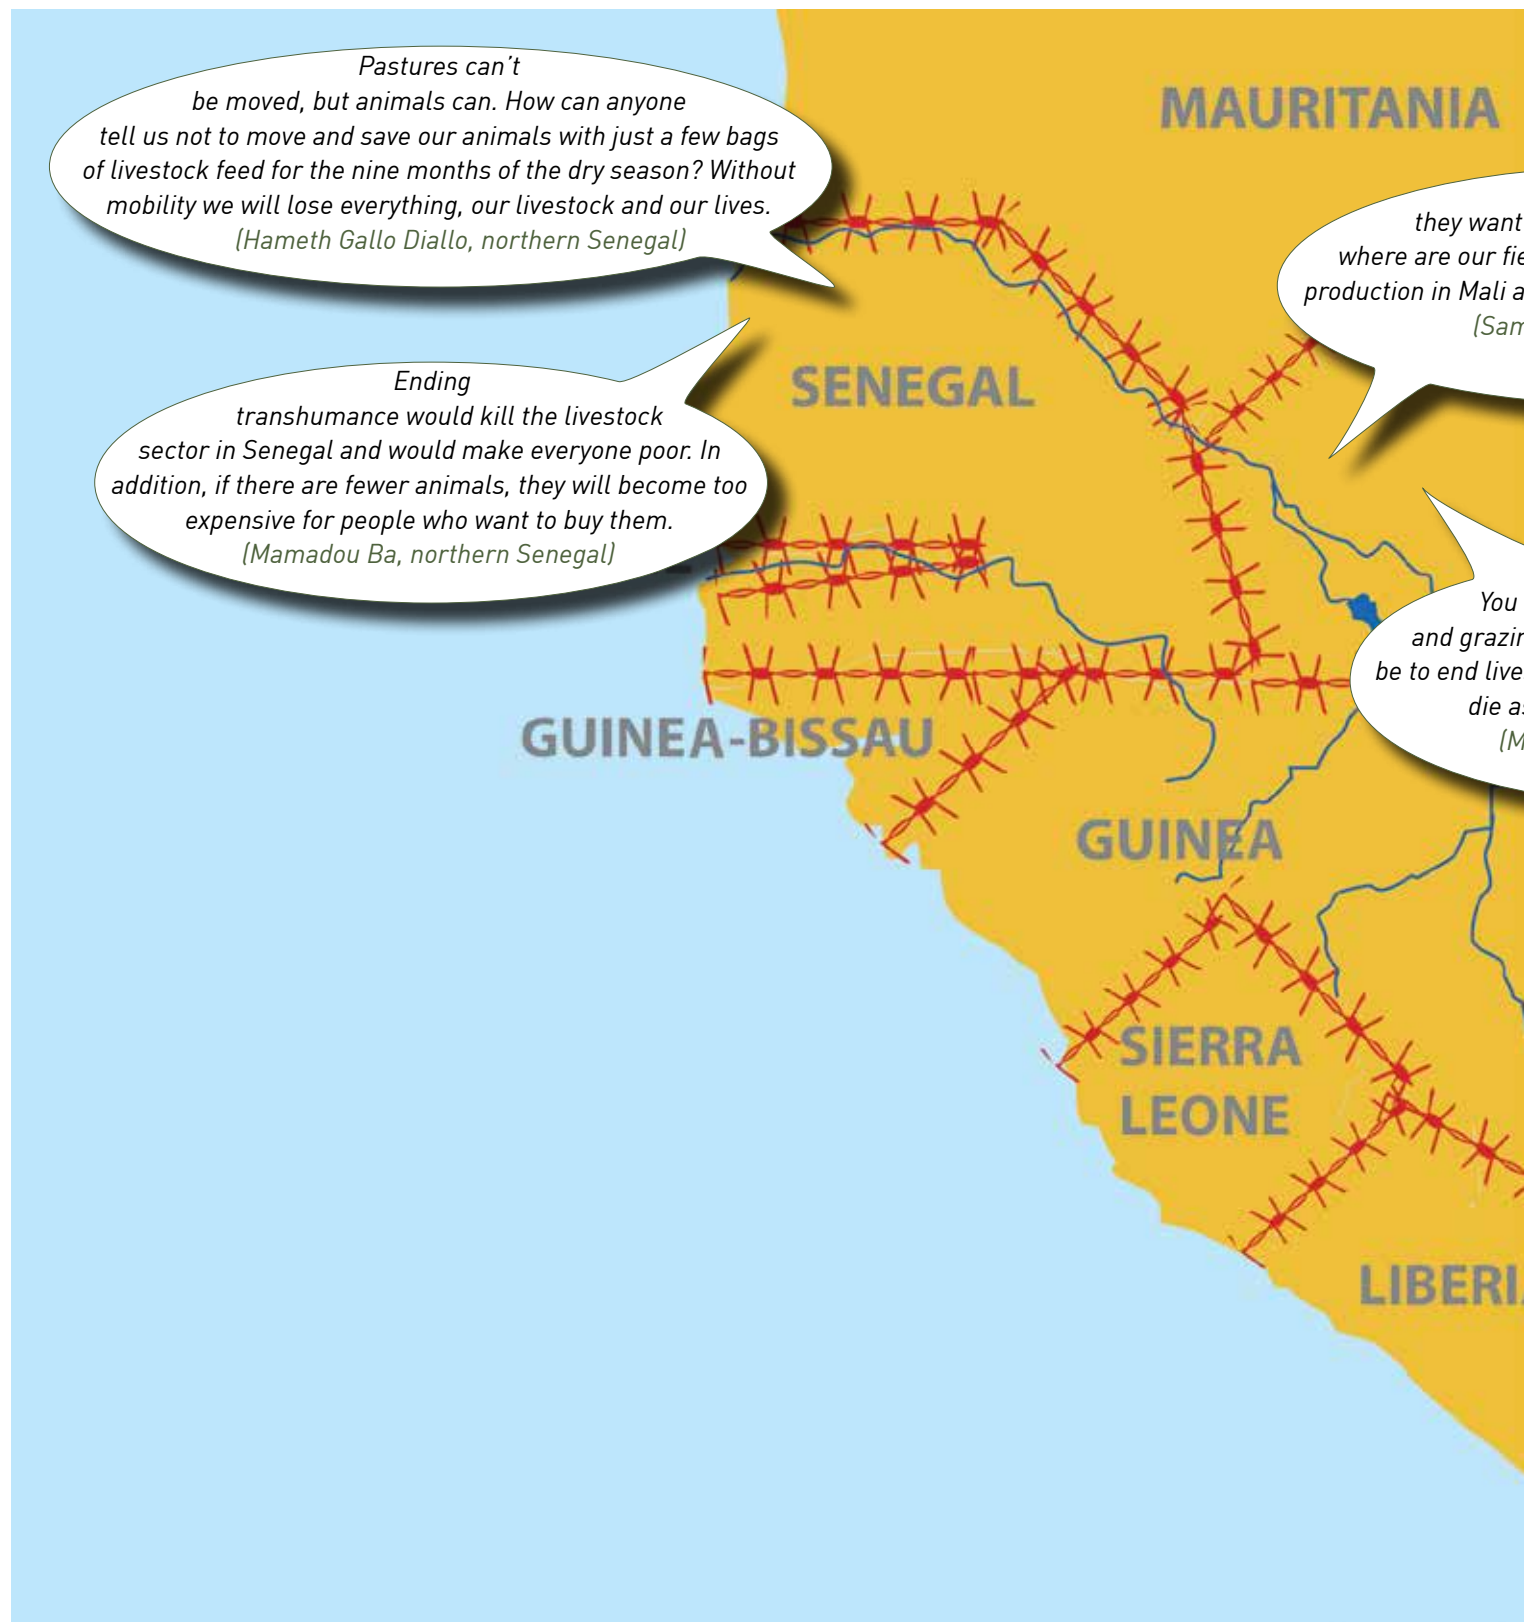 Pastures can't
be moved, but animals can. How can anyone
tell us not to move and save our animals with just a few bags
of livestock feed for the nine months of the dry season? Without
mobility we will lose everything, our livestock and our lives.
(Hameth Gallo Diallo, northern Senegal)
MAURITANIA
they want
where are our
production in Mali
SENEGAL
Ending
transhumance would kill the livestock
sector in Senegal and would make everyone poor. In
addition, if there are fewer animals, they will become too
expensive for people who want to buy them.
(Mamadou Ba, northern Senegal)
You
and
be to end
die
GUINEA-BISSAU
GUINEA
SIERRA
LEONE